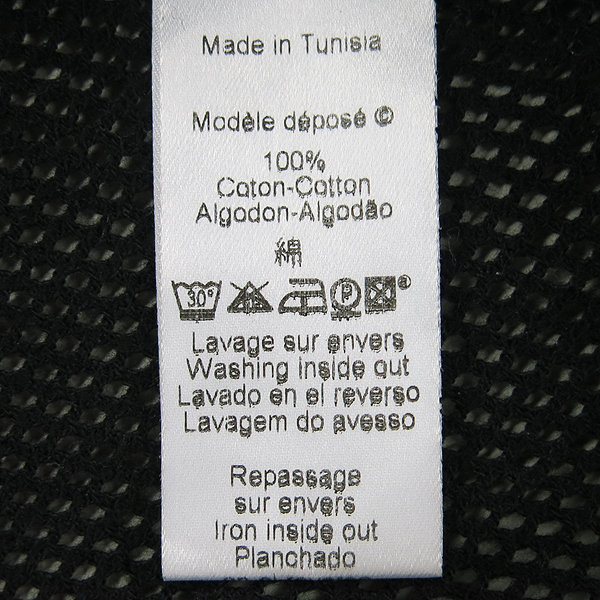 Made in Tunisia
Modèle déposé ©
100%
Coton-Cotton
Algodon-Algodão
綿
30° P
Lavage sur envers
Washing inside out
Lavado en el reverso
Lavagem do avesso
Repassage
sur envers
Iron inside out
Planchado